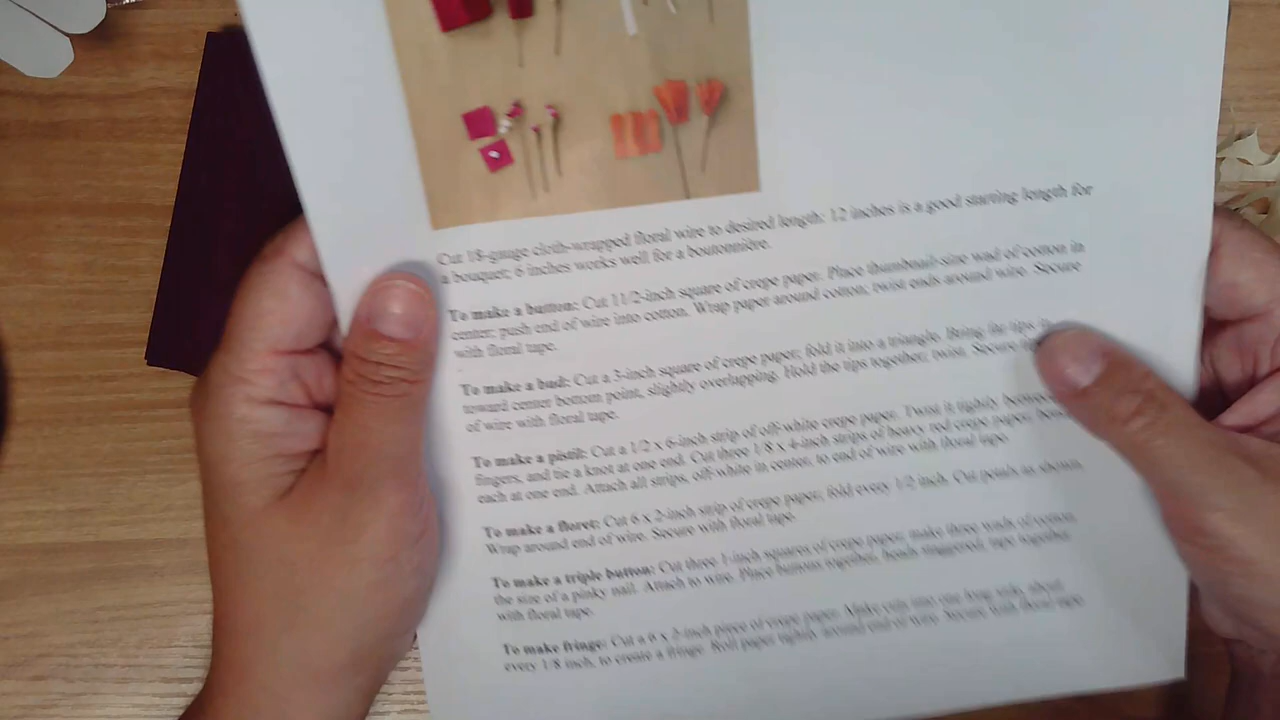 Cut 18-gauge cloth-wrapped floral wire to desired length: 12 inches is a good starting length for
a bouquet; 6 inches works well for a boutonnière.
To make a button: Cut 11/2-inch square of crepe paper. Place thumbnail-size wad of cotton in
center; push end of wire into cotton. Wrap paper around cotton; twist ends around wire. Secure
with floral tape.
To make a bud: Cut a 3-inch square of crepe paper; fold it into a triangle. Bring the tips
toward center bottom point, slightly overlapping. Hold the tips together; twist. Secure
of wire with floral tape.
To make a pistil: Cut a 1/2 x 6-inch strip of off-white crepe paper. Twist it tightly between
fingers, and tie a knot at one end. Cut three 1/8 x 4-inch strips of heavy red crepe paper;
each at one end. Attach all strips, off-white in center, to end of wire with floral tape.
To make a floret: Cut 6 x 2-inch strip of crepe paper; fold every 1/2 inch. Cut petals as shown.
Wrap around end of wire. Secure with floral tape.
To make a triple button: Cut three 1-inch squares of crepe paper; make three wads of cotton
the size of a pinky nail. Attach to wire. Place buttons together, heads staggered; tape together
with floral tape.
To make fringe: Cut a 6 x 2-inch piece of crepe paper. Make cuts into one long side, about
every 1/8 inch, to create a fringe. Roll paper tightly around end of wire. Secure with floral tape.